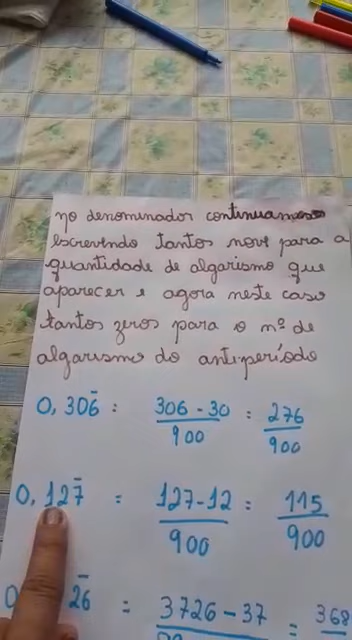 no denominador continuamos
escrevendo tantos nove para a
quantidade de algarismo que
aparecer e agora neste caso
tantos zeros para o nº de
algarismo do antiperíodo
0,306̄ = 306 - 30 / 900 = 276 / 900
0,127̄ = 127 - 12 / 900 = 115 / 900
0, 26̄ = 3726 - 37 = 368